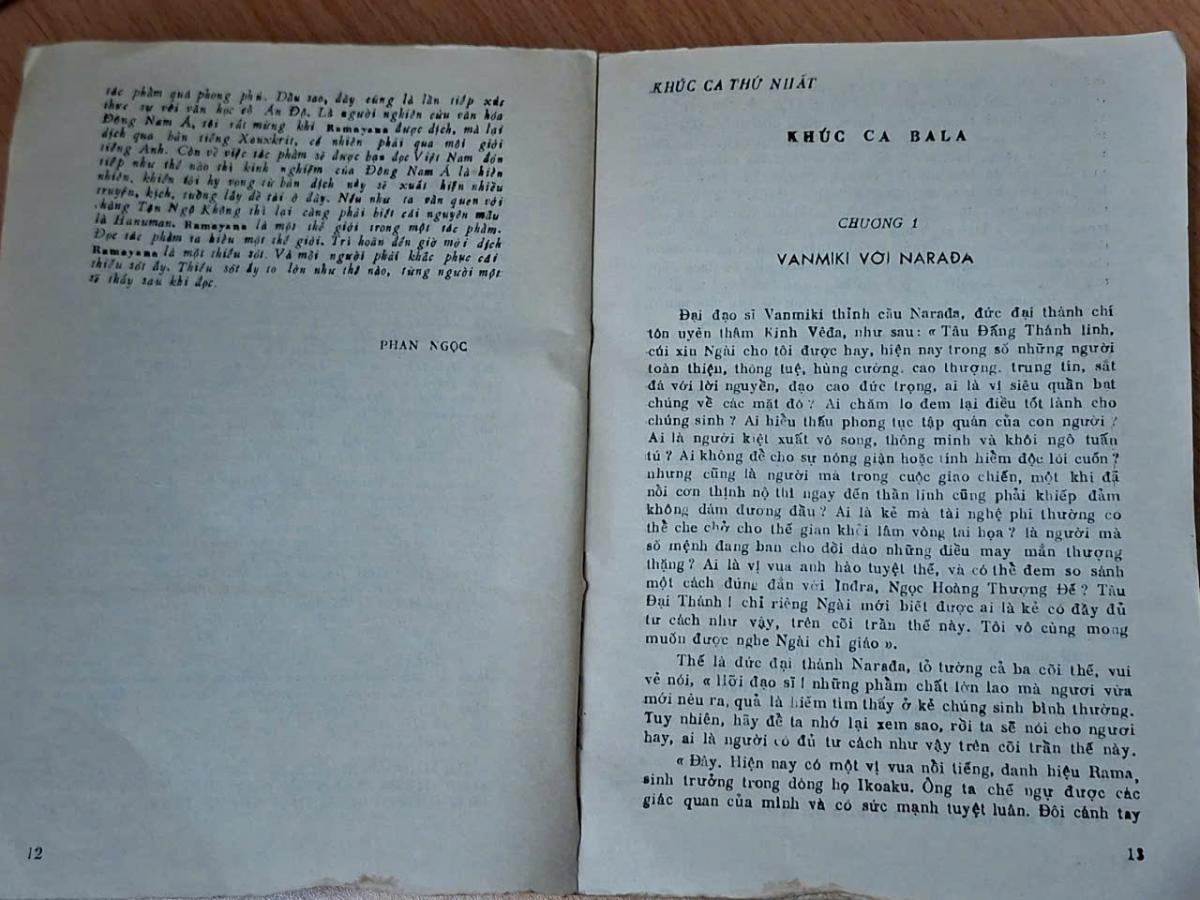 tác phẩm quá phong phú. Dầu sao, đây cũng là lần tiếp xúc
thực sự với văn học cổ Ấn Độ. Là người nghiên cứu văn hóa
Đông Nam Á, tôi rất mừng khi Ramayana được dịch, mà lại
dịch qua bản tiếng Xanxkrit, cố nhiên phải qua môi giới
tiếng Anh. Còn về việc tác phẩm sẽ được bạn đọc Việt Nam đón
tiếp như thế nào thì kinh nghiệm của Đông Nam Á là hiển
nhiên, khiến tôi hy vọng từ bản dịch này sẽ xuất hiện nhiều
truyện, kịch, tuồng lấy đề tài ở đây. Nếu như ta vẫn quen với
chàng Tôn Ngộ Không thì lại càng phải biết cái nguyên mẫu
là Hanuman. Ramayana là một thế giới trong một tác phẩm.
Đọc tác phẩm ta hiểu một thế giới. Trì hoãn đến giờ mới dịch
Ramayana là một thiếu sót. Và mỗi người phải khắc phục cái
thiếu sót ấy. Thiếu sót ấy to lớn như thế nào, từng người một
sẽ thấy sau khi đọc.
PHAN NGỌC
12
KHÚC CA THỨ NHẤT
KHÚC CA BALA
CHƯƠNG 1
VANMIKI VỚI NARAĐA
Đại đạo sĩ Vanmiki thỉnh cầu Narađa, đức đại thánh chí
tôn uyên thâm Kinh Vêđa, như sau: « Tâu Đấng Thánh linh,
cúi xin Ngài cho tôi được hay, hiện nay trong số những người
toàn thiện, thông tuệ, hùng cường, cao thượng, trung tín, sắt
đá với lời nguyền, đạo cao đức trọng, ai là vị siêu quần bạt
chúng về các mặt đó ? Ai chăm lo đem lại điều tốt lành cho
chúng sinh ? Ai hiểu thấu phong tục tập quán của con người ?
Ai là người kiệt xuất vô song, thông minh và khôi ngô tuấn
tú ? Ai không để cho sự nóng giận hoặc tính hiểm độc lôi cuốn ?
nhưng cũng là người mà trong cuộc giao chiến, một khi đã
nổi cơn thịnh nộ thì ngay đến thần linh cũng phải khiếp đảm
không dám đương đầu ? Ai là kẻ mà tài nghệ phi thường có
thể che chở cho thế gian khỏi lâm vòng tai họa ? là người mà
số mệnh đang ban cho dồi dào những điều may mắn thượng
thặng ? Ai là vị vua anh hào tuyệt thế, và có thể đem so sánh
một cách đúng đắn với Inđra, Ngọc Hoàng Thượng Đế ? Tâu
Đại Thánh ! chỉ riêng Ngài mới biết được ai là kẻ có đầy đủ
tư cách như vậy, trên cõi trần thế này. Tôi vô cùng mong
muốn được nghe Ngài chỉ giáo ».
Thế là đức đại thánh Narađa, tỏ tường cả ba cõi thế, vui
vẻ nói, « Hỡi đạo sĩ ! những phẩm chất lớn lao mà ngươi vừa
mới nêu ra, quả là hiếm tìm thấy ở kẻ chúng sinh bình thường.
Tuy nhiên, hãy để ta nhớ lại xem sao, rồi ta sẽ nói cho ngươi
hay, ai là người có đủ tư cách như vậy trên cõi trần thế này.
« Đây. Hiện nay có một vị vua nổi tiếng, danh hiệu Rama,
sinh trưởng trong dòng họ Ikoaku. Ông ta chế ngự được các
giác quan của mình và có sức mạnh tuyệt luân. Đôi cánh tay
13